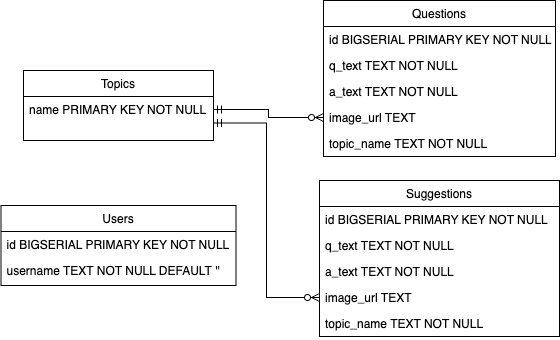 Questions
id BIGSERIAL PRIMARY KEY NOT NULL
q_text TEXT NOT NULL
a_text TEXT NOT NULL
image_url TEXT
topic_name TEXT NOT NULL
Topics
name PRIMARY KEY NOT NULL
Suggestions
id BIGSERIAL PRIMARY KEY NOT NULL
q_text TEXT NOT NULL
a_text TEXT NOT NULL
image_url TEXT
topic_name TEXT NOT NULL
Users
id BIGSERIAL PRIMARY KEY NOT NULL
username TEXT NOT NULL DEFAULT ''